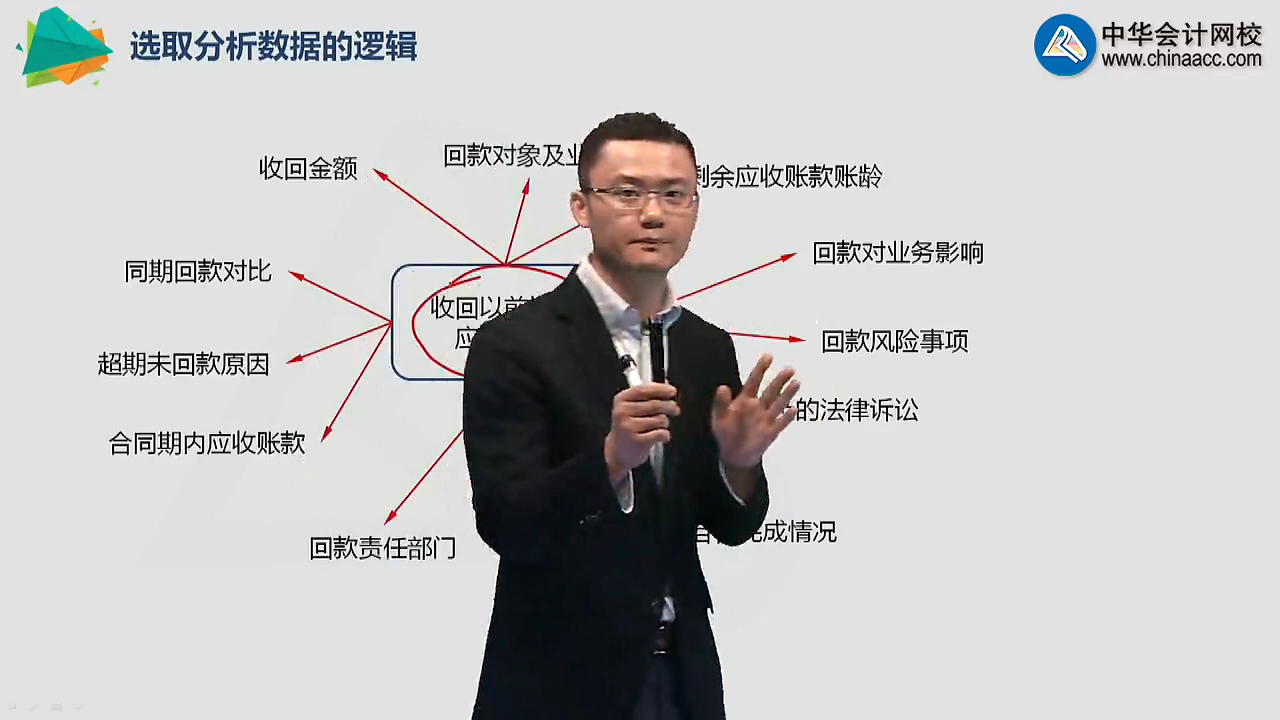 选取分析数据的逻辑
中华会计网校
www.chinaacc.com
收回金额
回款对象及业
剩余应收账款账龄
同期回款对比
回款对业务影响
收回以前
应
超期未回款原因
回款风险事项
合同期内应收账款
的法律诉讼
回款责任部门
完成情况